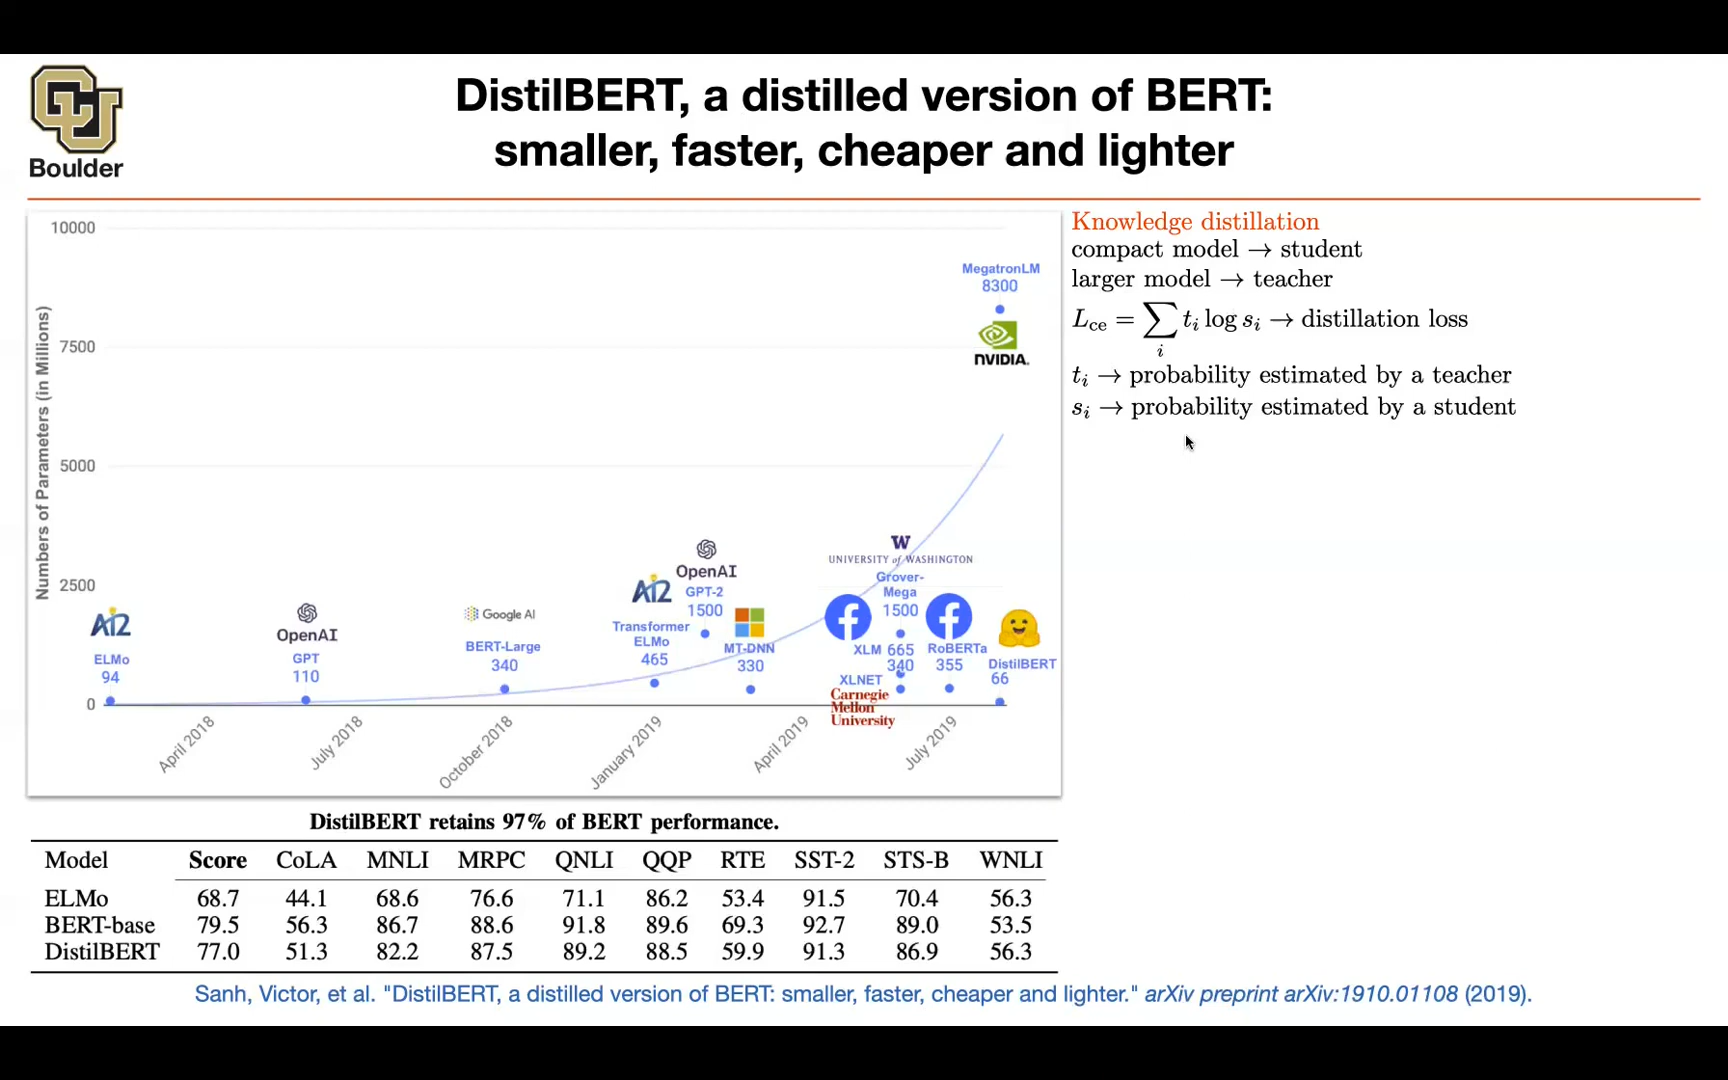 DistilBERT, a distilled version of BERT:
smaller, faster, cheaper and lighter
CU
Boulder
Knowledge distillation
compact model → student
larger model → teacher
L_ce = ∑_i t_i log s_i → distillation loss
t_i → probability estimated by a teacher
s_i → probability estimated by a student
Numbers of Parameters (in Millions)
10000
7500
5000
2500
0
AI2
ELMo
94
OpenAI
GPT
110
Google AI
BERT-Large
340
AI2
Transformer
ELMo
465
OpenAI
GPT-2
1500
MT-DNN
330
W
UNIVERSITY of WASHINGTON
Grover-
Mega
1500
XLM 665
340
XLNET
Carnegie
Mellon
University
RoBERTa
355
MegatronLM
8300
NVIDIA.
DistilBERT
66
April 2018
July 2018
October 2018
January 2019
April 2019
July 2019
DistilBERT retains 97% of BERT performance.
Model Score CoLA MNLI MRPC QNLI QQP RTE SST-2 STS-B WNLI
ELMo 68.7 44.1 68.6 76.6 71.1 86.2 53.4 91.5 70.4 56.3
BERT-base 79.5 56.3 86.7 88.6 91.8 89.6 69.3 92.7 89.0 53.5
DistilBERT 77.0 51.3 82.2 87.5 89.2 88.5 59.9 91.3 86.9 56.3
Sanh, Victor, et al. "DistilBERT, a distilled version of BERT: smaller, faster, cheaper and lighter." arXiv preprint arXiv:1910.01108 (2019).